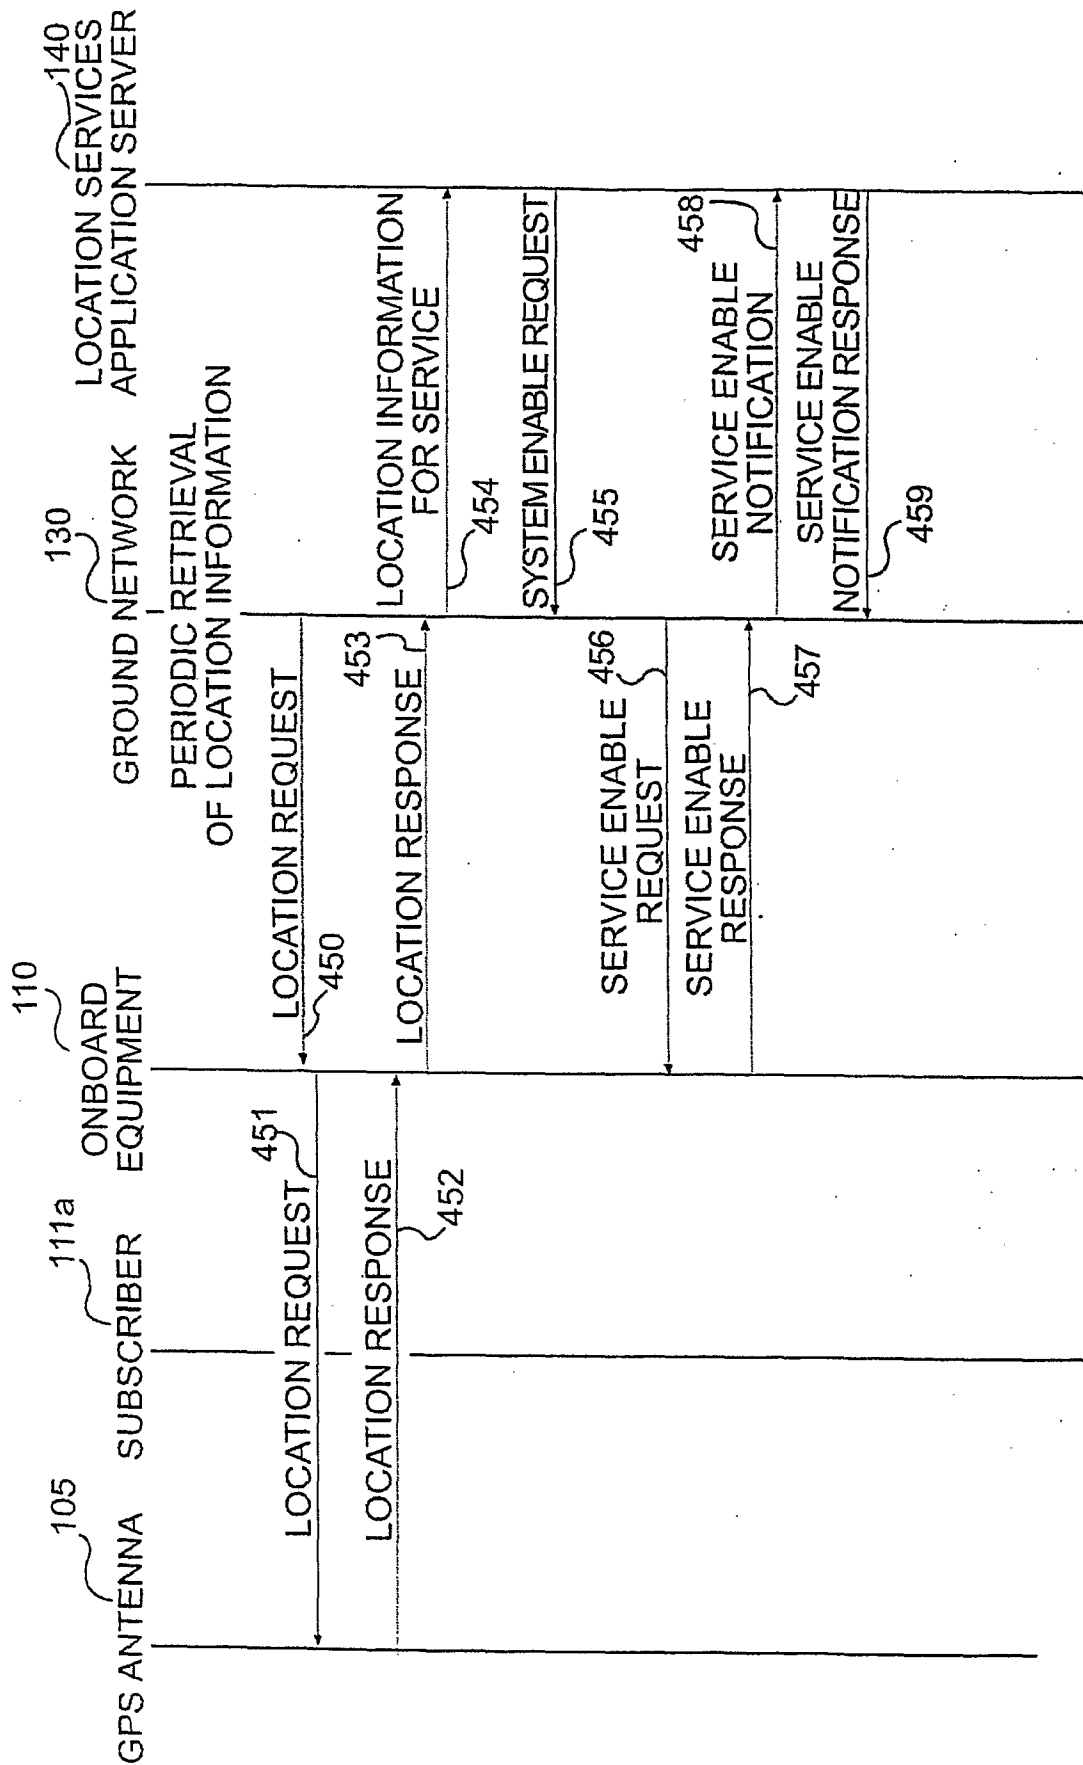 105
GPS ANTENNA
111a
SUBSCRIBER
110
ONBOARD
EQUIPMENT
130
GROUND NETWORK
140
LOCATION SERVICES
APPLICATION SERVER
PERIODIC RETRIEVAL
OF LOCATION INFORMATION
LOCATION REQUEST
450
LOCATION REQUEST
451
LOCATION RESPONSE
452
LOCATION RESPONSE
453
LOCATION INFORMATION
FOR SERVICE
454
SYSTEM ENABLE REQUEST
455
SERVICE ENABLE
REQUEST
456
SERVICE ENABLE
RESPONSE
457
SERVICE ENABLE
NOTIFICATION
458
SERVICE ENABLE
NOTIFICATION RESPONSE
459